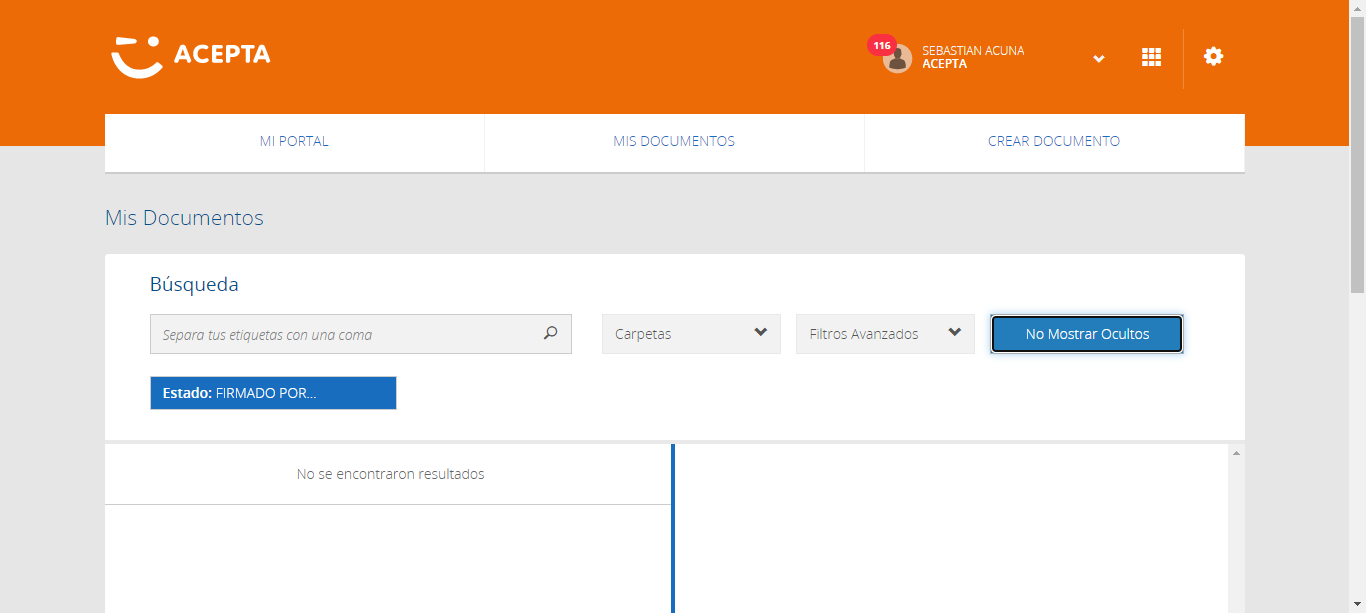 ACEPTA
116
SEBASTIAN ACUNA
ACEPTA
MI PORTAL
MIS DOCUMENTOS
CREAR DOCUMENTO
Mis Documentos
Búsqueda
Separa tus etiquetas con una coma
Carpetas
Filtros Avanzados
No Mostrar Ocultos
Estado: FIRMADO POR...
No se encontraron resultados